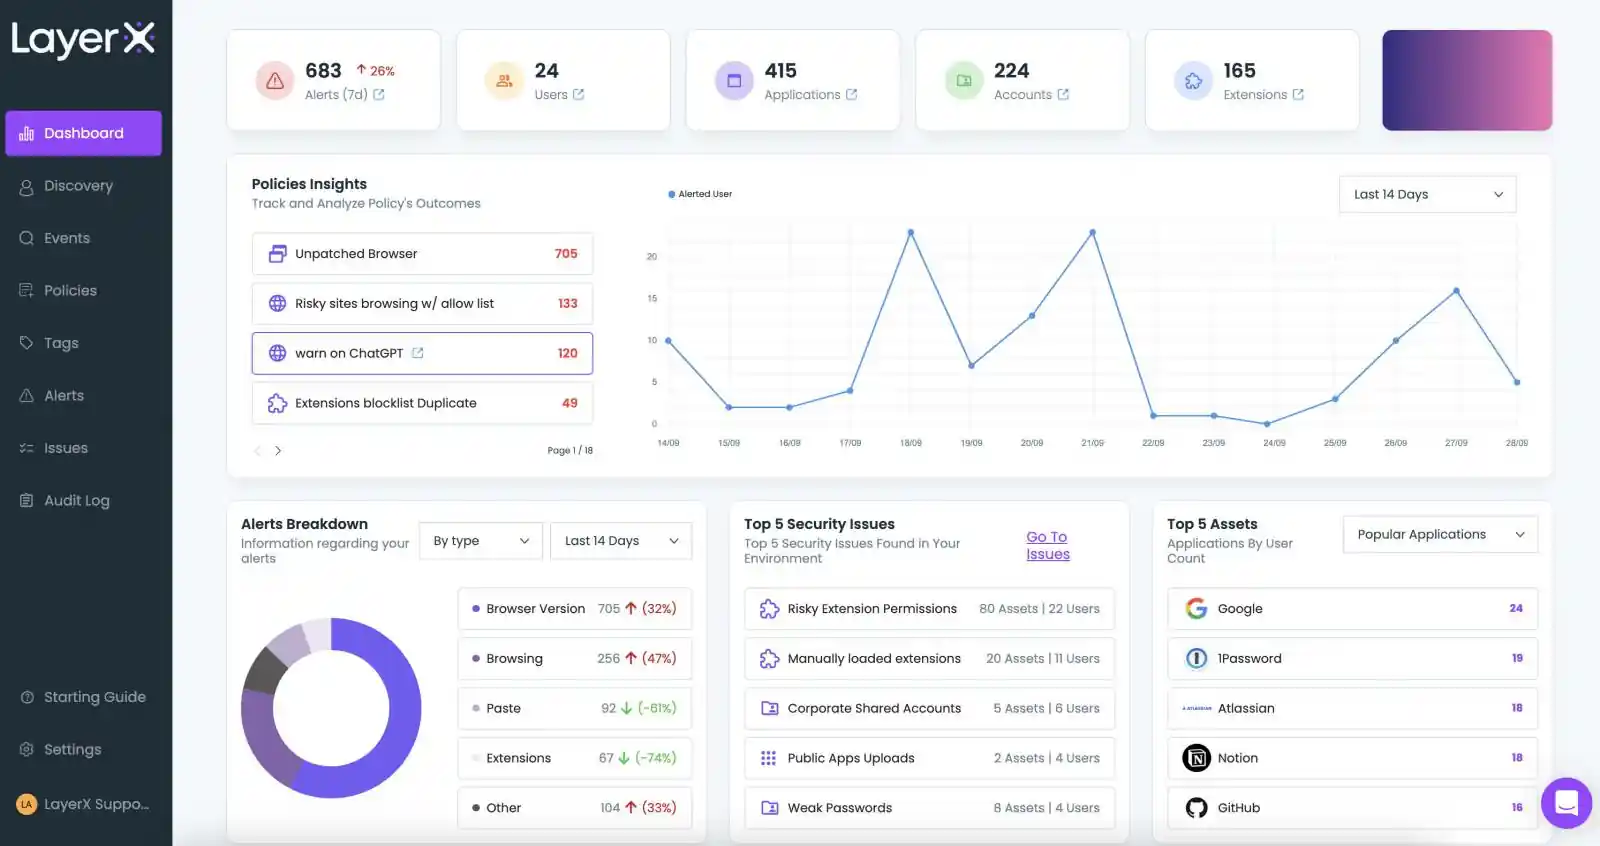 LayerX
Dashboard
Discovery
Events
Policies
Tags
Alerts
Issues
Audit Log
Starting Guide
Settings
LA LayerX Suppo...
683 26%
Alerts (7d)
24
Users
415
Applications
224
Accounts
165
Extensions
Policies Insights
Track and Analyze Policy's Outcomes
Unpatched Browser 705
Risky sites browsing w/ allow list 133
warn on ChatGPT 120
Extensions blocklist Duplicate 49
Page 1 / 18
Alerted User
Last 14 Days
20
15
10
5
0
14/09 15/09 16/09 17/09 18/09 19/09 20/09 21/09 22/09 23/09 24/09 25/09 26/09 27/09 28/09
Alerts Breakdown
Information regarding your
alerts
By type
Last 14 Days
Browser Version 705 (32%)
Browsing 256 (47%)
Paste 92 (-61%)
Extensions 67 (-74%)
Other 104 (33%)
Top 5 Security Issues
Top 5 Security Issues Found in Your
Environment
Go To
Issues
Risky Extension Permissions 80 Assets | 22 Users
Manually loaded extensions 20 Assets | 11 Users
Corporate Shared Accounts 5 Assets | 6 Users
Public Apps Uploads 2 Assets | 4 Users
Weak Passwords 8 Assets | 4 Users
Top 5 Assets
Applications By User
Count
Popular Applications
Google 24
1Password 19
ATLASSIAN Atlassian 18
Notion 18
GitHub 16